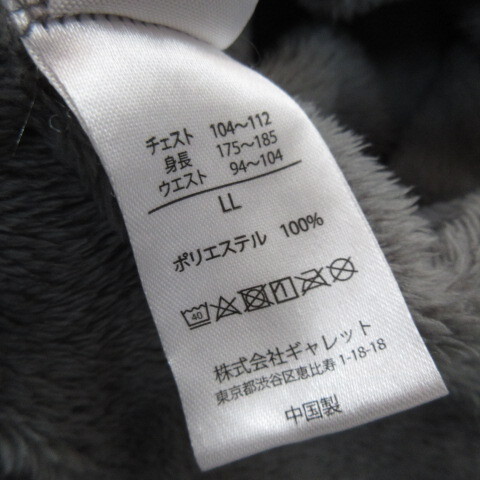 チェスト 104～112
身長 175～185
ウエスト 94～104
LL
ポリエステル 100%
40
株式会社ギャレット
東京都渋谷区恵比寿 1-18-18
中国製